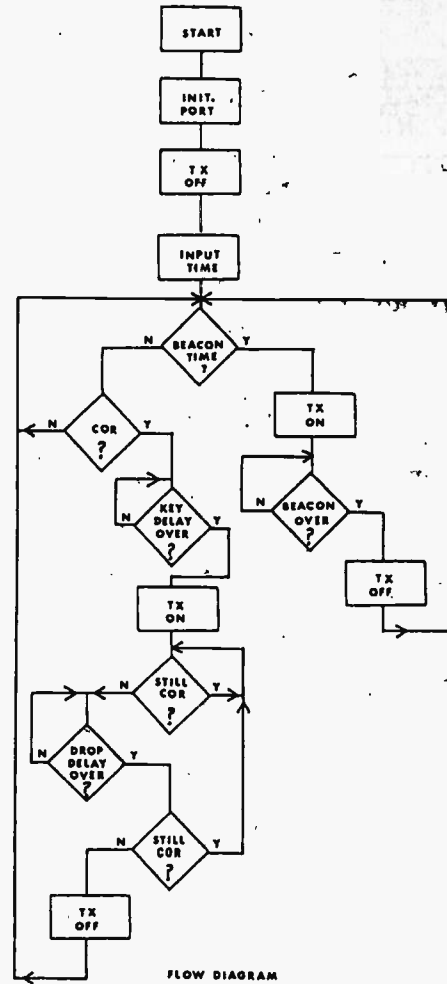 START
INIT.
PORT
TX
OFF
INPUT
TIME
N
BEACON
TIME
?
Y
N
COR
?
Y
TX
ON
N
KEY
DELAY
OVER
?
Y
N
BEACON
OVER
?
Y
TX
ON
TX
OFF
N
STILL
COR
?
Y
N
DROP
DELAY
OVER
?
Y
N
STILL
COR
?
Y
TX
OFF
FLOW DIAGRAM